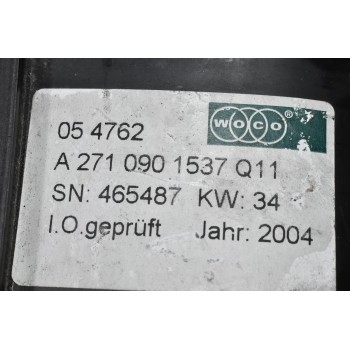 WOCO
05 4762
A 271 090 1537 Q11
SN: 465487 KW: 34
I.O.geprüft Jahr: 2004